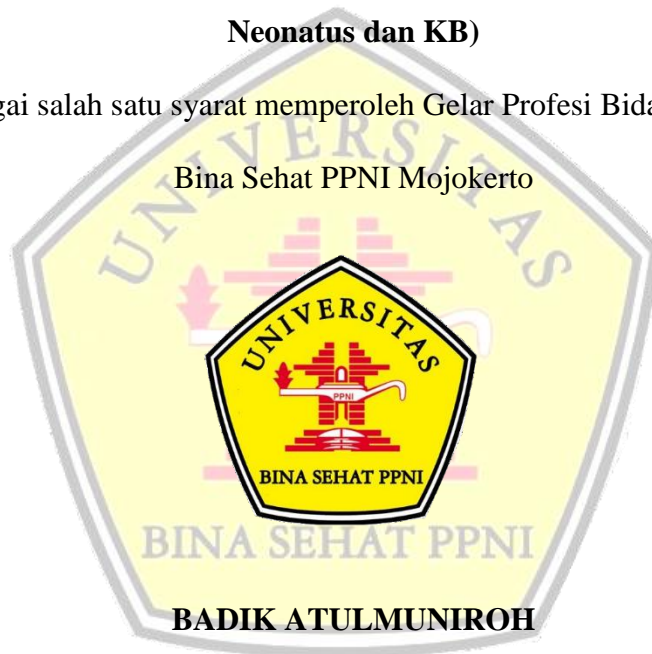 Neonatus dan KB)
gai salah satu syarat memperoleh Gelar Profesi Bida
Bina Sehat PPNI Mojokerto
UNIVERSITAS
UNIVERSITAS
PPNI
BINA SEHAT PPNI
BINA SEHAT PPNI
BADIK ATULMUNIROH